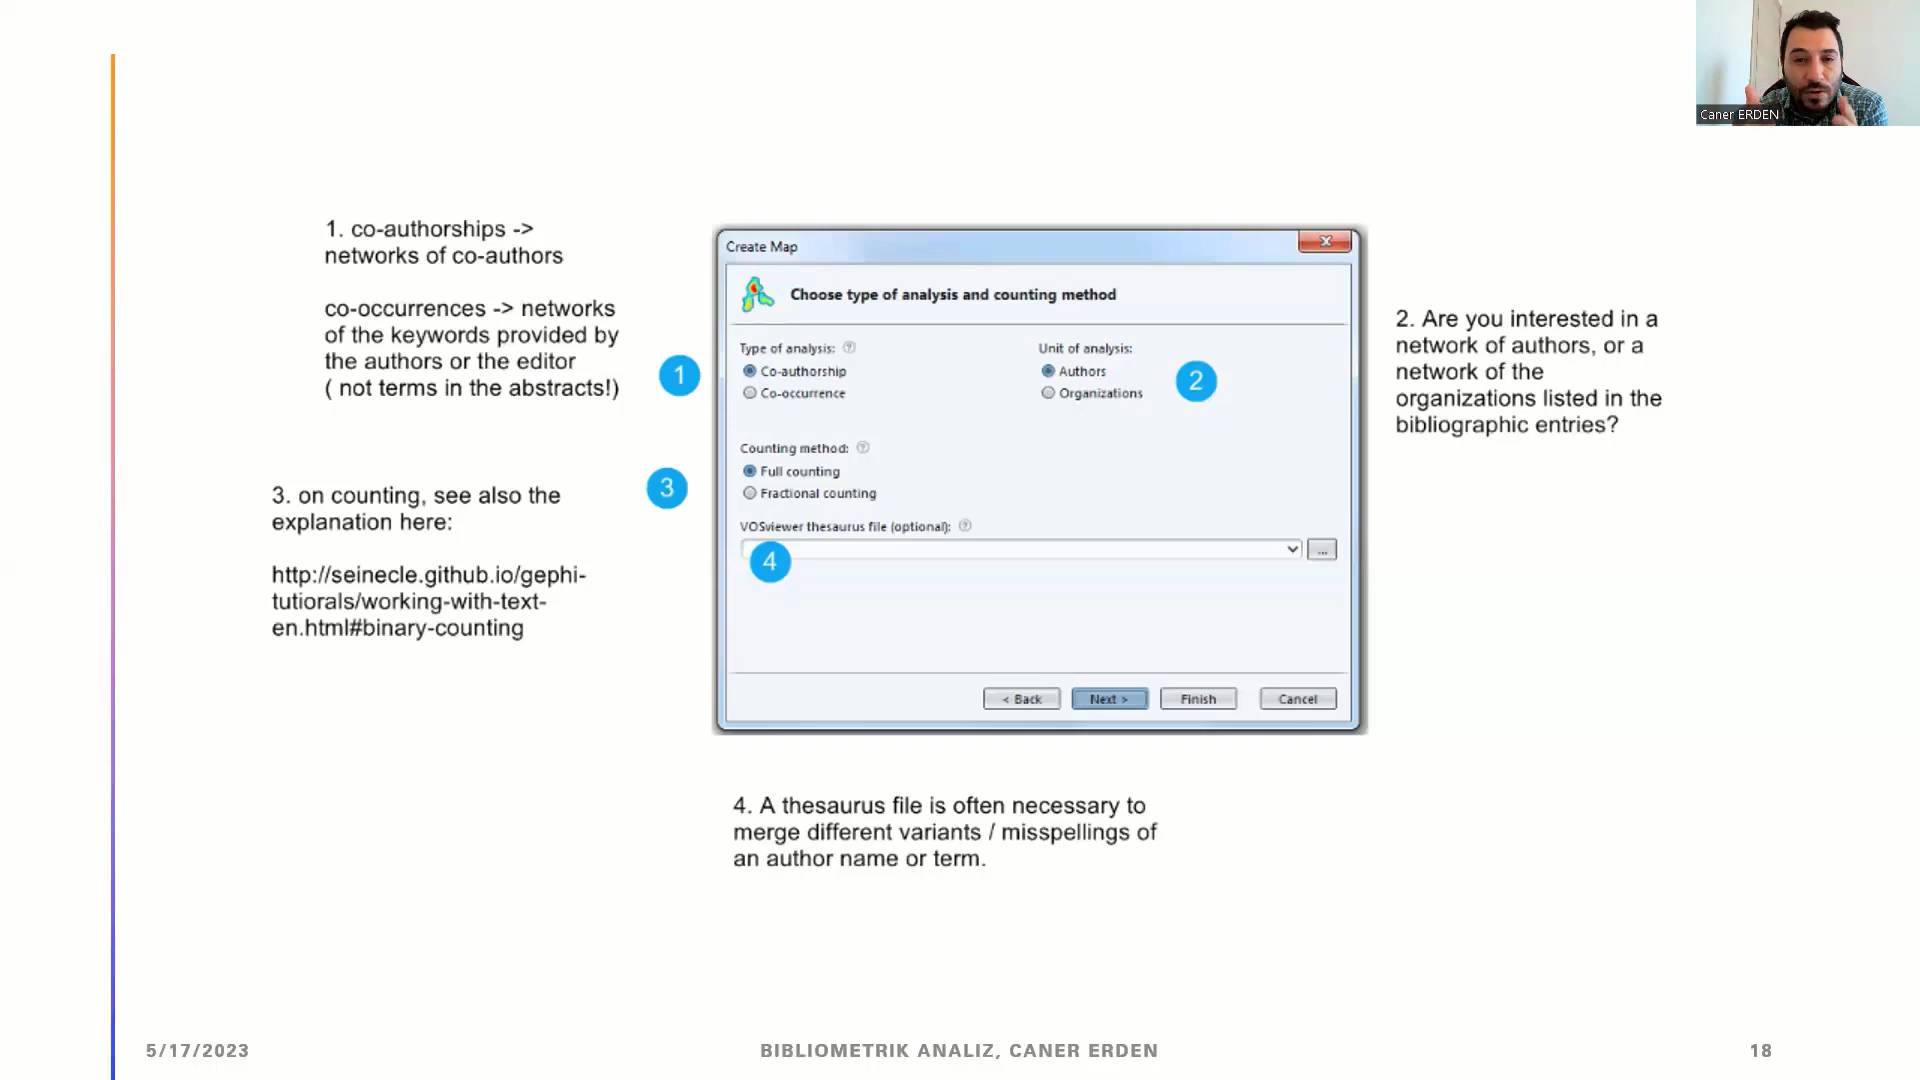 Caner ERDEN
1. co-authorships ->
networks of co-authors
co-occurrences -> networks
of the keywords provided by
the authors or the editor
( not terms in the abstracts!)
1
3. on counting, see also the
explanation here:
http://seinecle.github.io/gephi-
tutiorals/working-with-text-
en.html#binary-counting
3
Create Map
Choose type of analysis and counting method
Type of analysis: ?
Co-authorship
Co-occurrence
Unit of analysis:
Authors
Organizations
2
Counting method: ?
Full counting
Fractional counting
VOSviewer thesaurus file (optional): ?
4
...
< Back Next > Finish Cancel
2. Are you interested in a
network of authors, or a
network of the
organizations listed in the
bibliographic entries?
4. A thesaurus file is often necessary to
merge different variants / misspellings of
an author name or term.
5/17/2023 BIBLIOMETRIK ANALIZ, CANER ERDEN 18